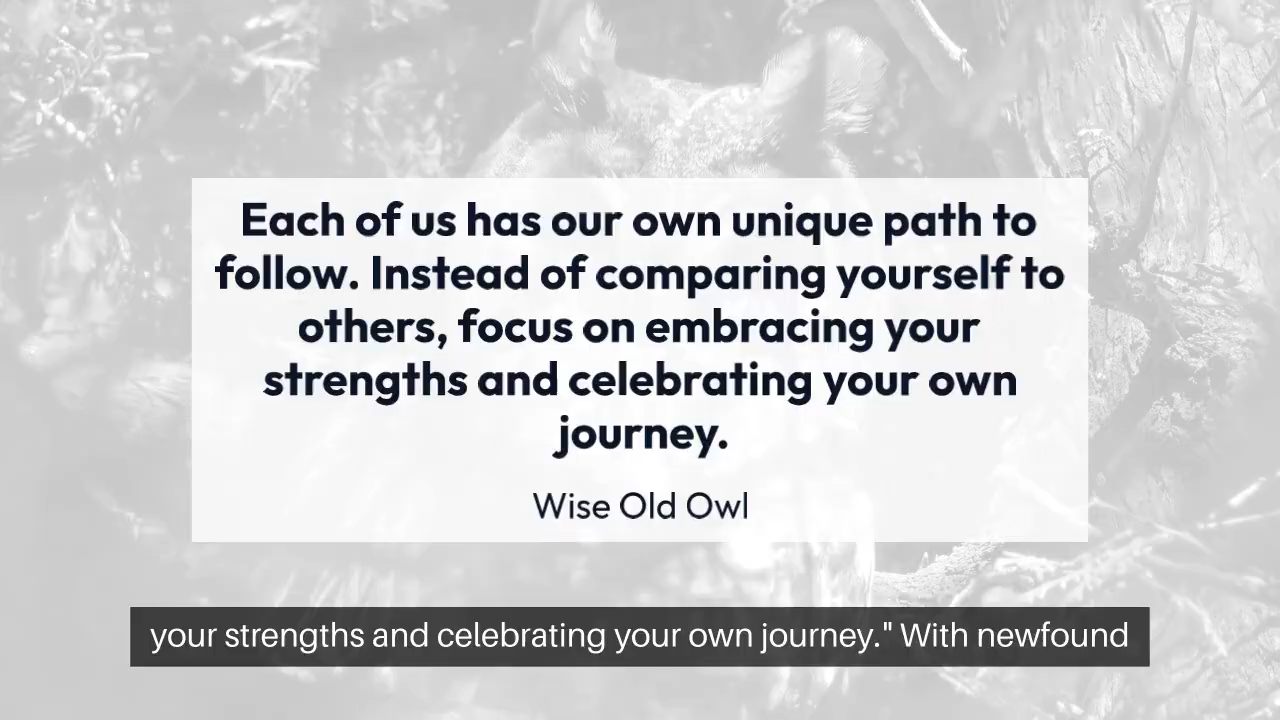 Each of us has our own unique path to
follow. Instead of comparing yourself to
others, focus on embracing your
strengths and celebrating your own
journey.
Wise Old Owl
your strengths and celebrating your own journey." With newfound